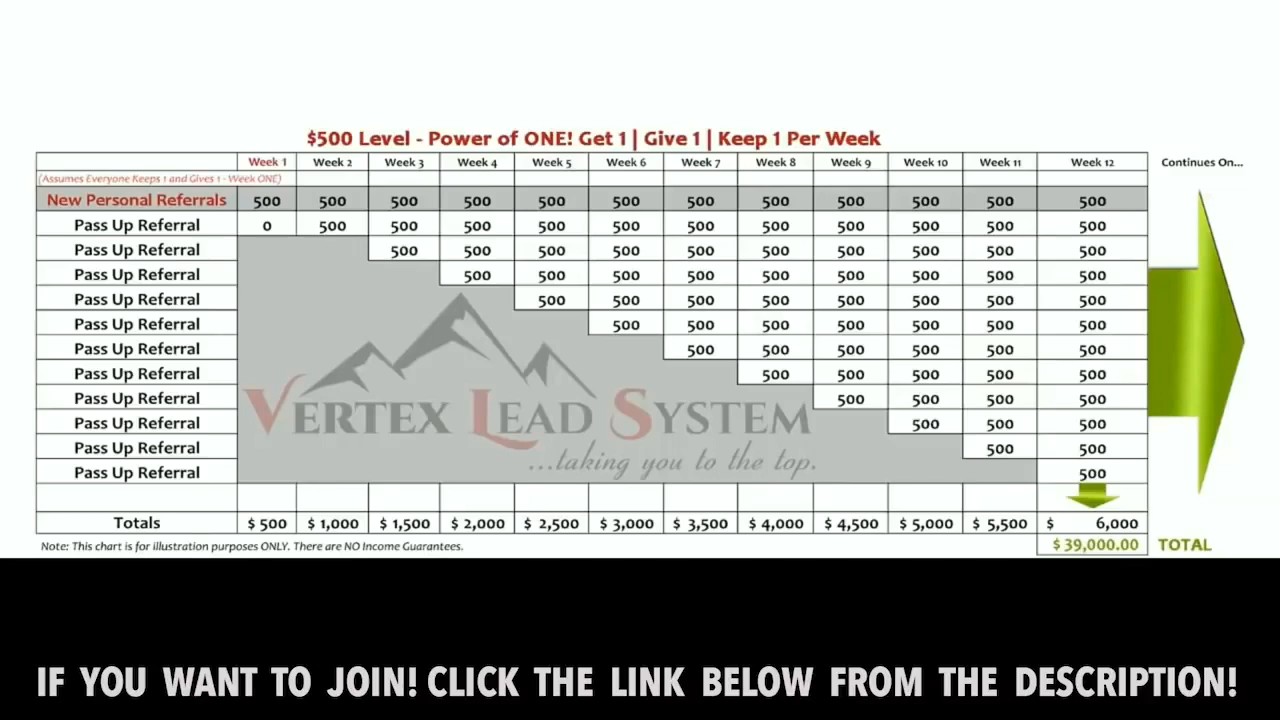 $500 Level - Power of ONE! Get 1 | Give 1 | Keep 1 Per Week
Week 1 Week 2 Week 3 Week 4 Week 5 Week 6 Week 7 Week 8 Week 9 Week 10 Week 11 Week 12 Continues On...
(Assumes Everyone Keeps 1 and Gives 1 - Week ONE)
New Personal Referrals 500 500 500 500 500 500 500 500 500 500 500 500
Pass Up Referral 0 500 500 500 500 500 500 500 500 500 500 500
Pass Up Referral 500 500 500 500 500 500 500 500 500 500
Pass Up Referral 500 500 500 500 500 500 500 500 500
Pass Up Referral 500 500 500 500 500 500 500 500
Pass Up Referral 500 500 500 500 500 500 500
Pass Up Referral 500 500 500 500 500 500
Pass Up Referral 500 500 500 500 500
Pass Up Referral 500 500 500 500
Pass Up Referral 500 500 500
Pass Up Referral 500 500
Pass Up Referral 500
VERTEX LEAD SYSTEM
...taking you to the top.
Totals $ 500 $ 1,000 $ 1,500 $ 2,000 $ 2,500 $ 3,000 $ 3,500 $ 4,000 $ 4,500 $ 5,000 $ 5,500 $ 6,000
Note: This chart is for illustration purposes ONLY. There are NO Income Guarantees. $ 39,000.00 TOTAL
IF YOU WANT TO JOIN! CLICK THE LINK BELOW FROM THE DESCRIPTION!